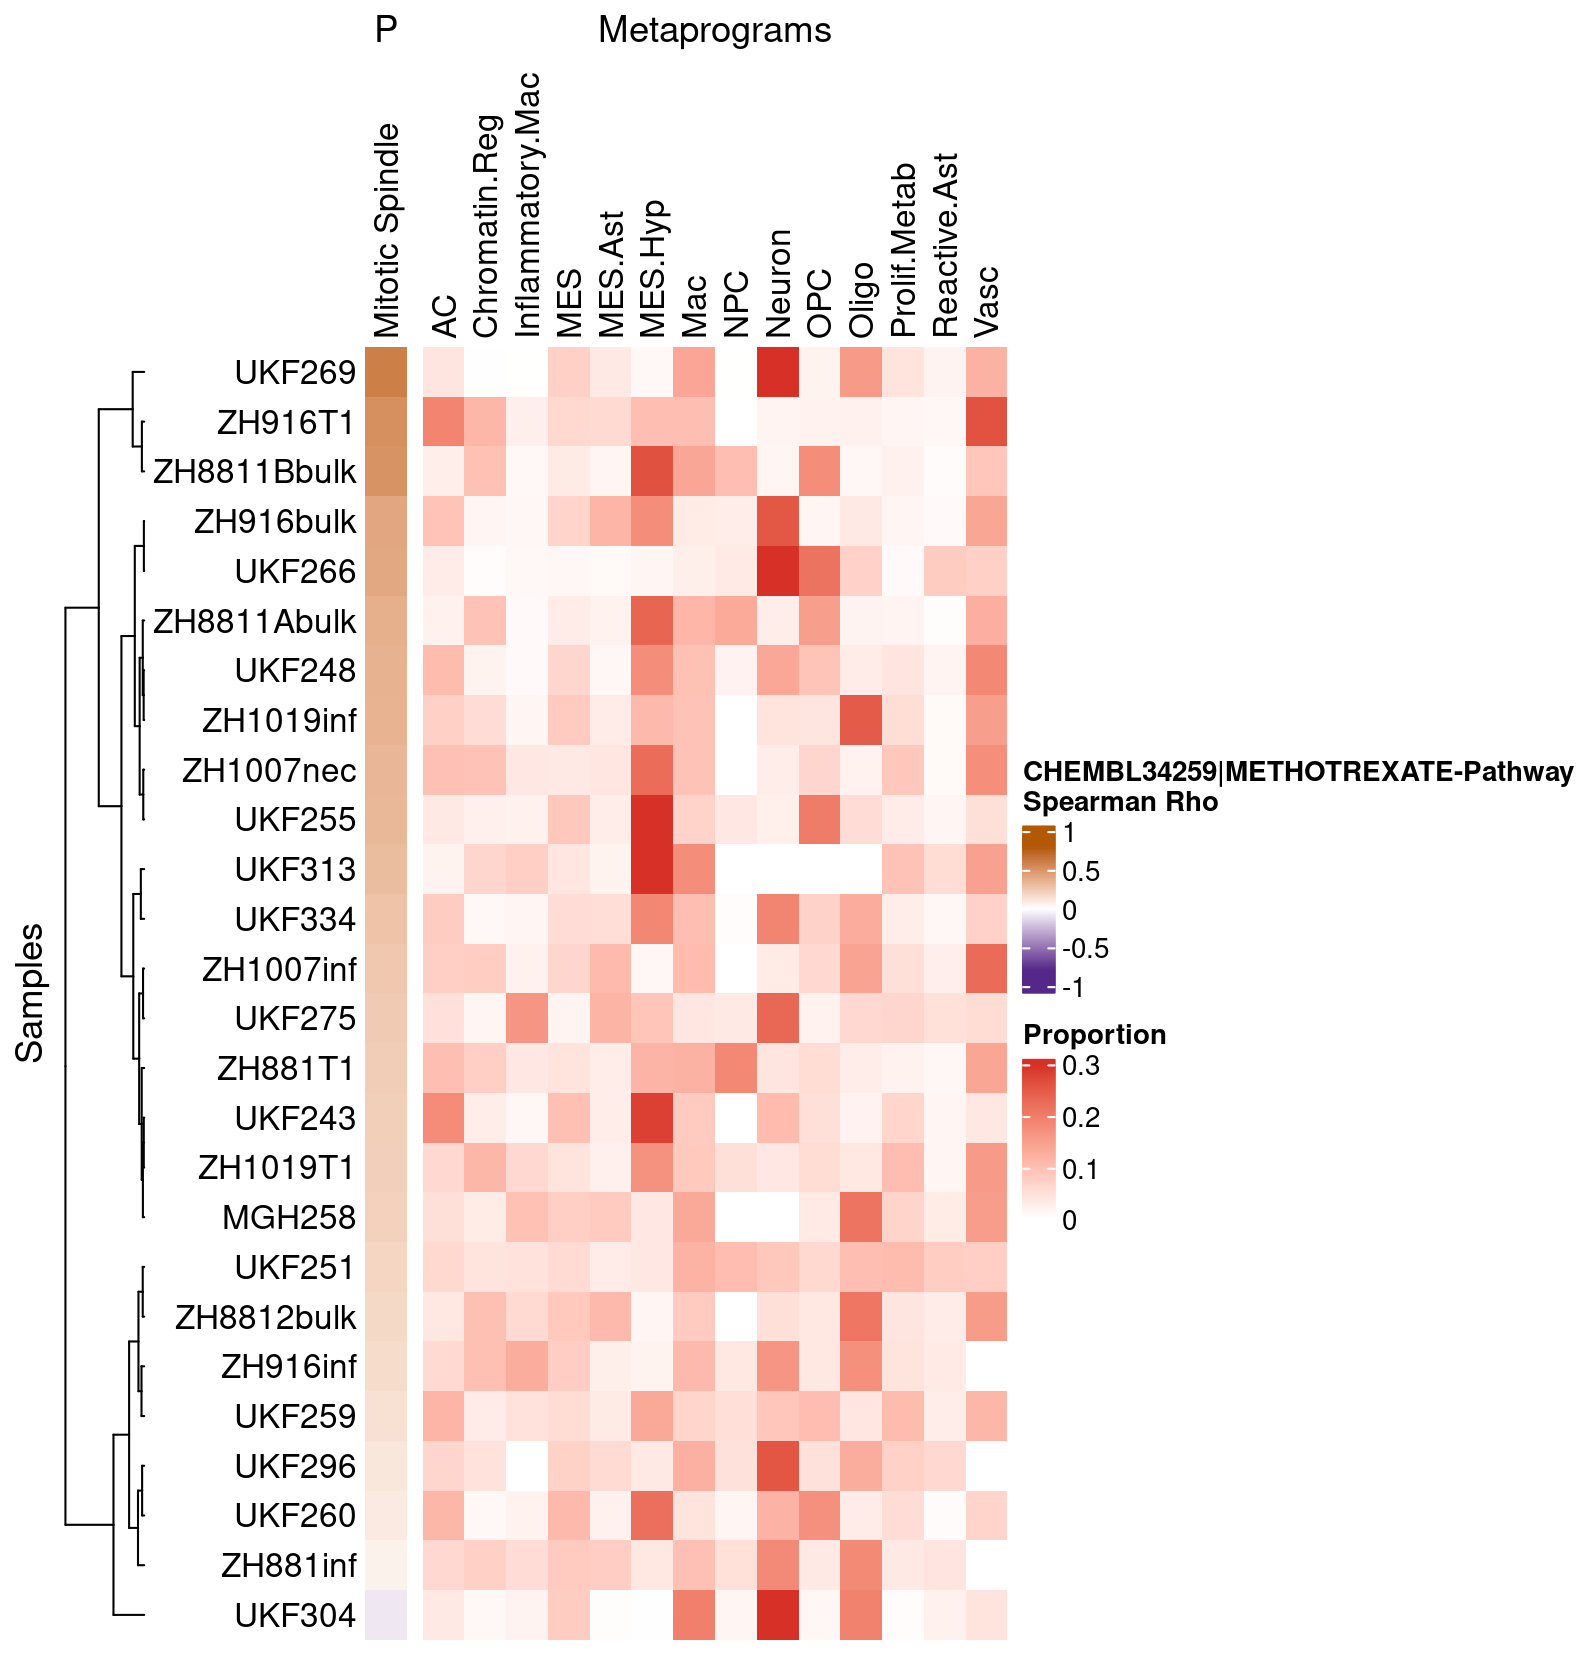 P Metaprograms
Mitotic Spindle
AC
Chromatin.Reg
Inflammatory.Mac
MES
MES.Ast
MES.Hyp
Mac
NPC
Neuron
OPC
Oligo
Prolif.Metab
Reactive.Ast
Vasc
Samples
UKF269
ZH916T1
ZH8811Bbulk
ZH916bulk
UKF266
ZH8811Abulk
UKF248
ZH1019inf
ZH1007nec
UKF255
UKF313
UKF334
ZH1007inf
UKF275
ZH881T1
UKF243
ZH1019T1
MGH258
UKF251
ZH8812bulk
ZH916inf
UKF259
UKF296
UKF260
ZH881inf
UKF304
CHEMBL34259|METHOTREXATE-Pathway
Spearman Rho
1
0.5
0
-0.5
-1
Proportion
0.3
0.2
0.1
0